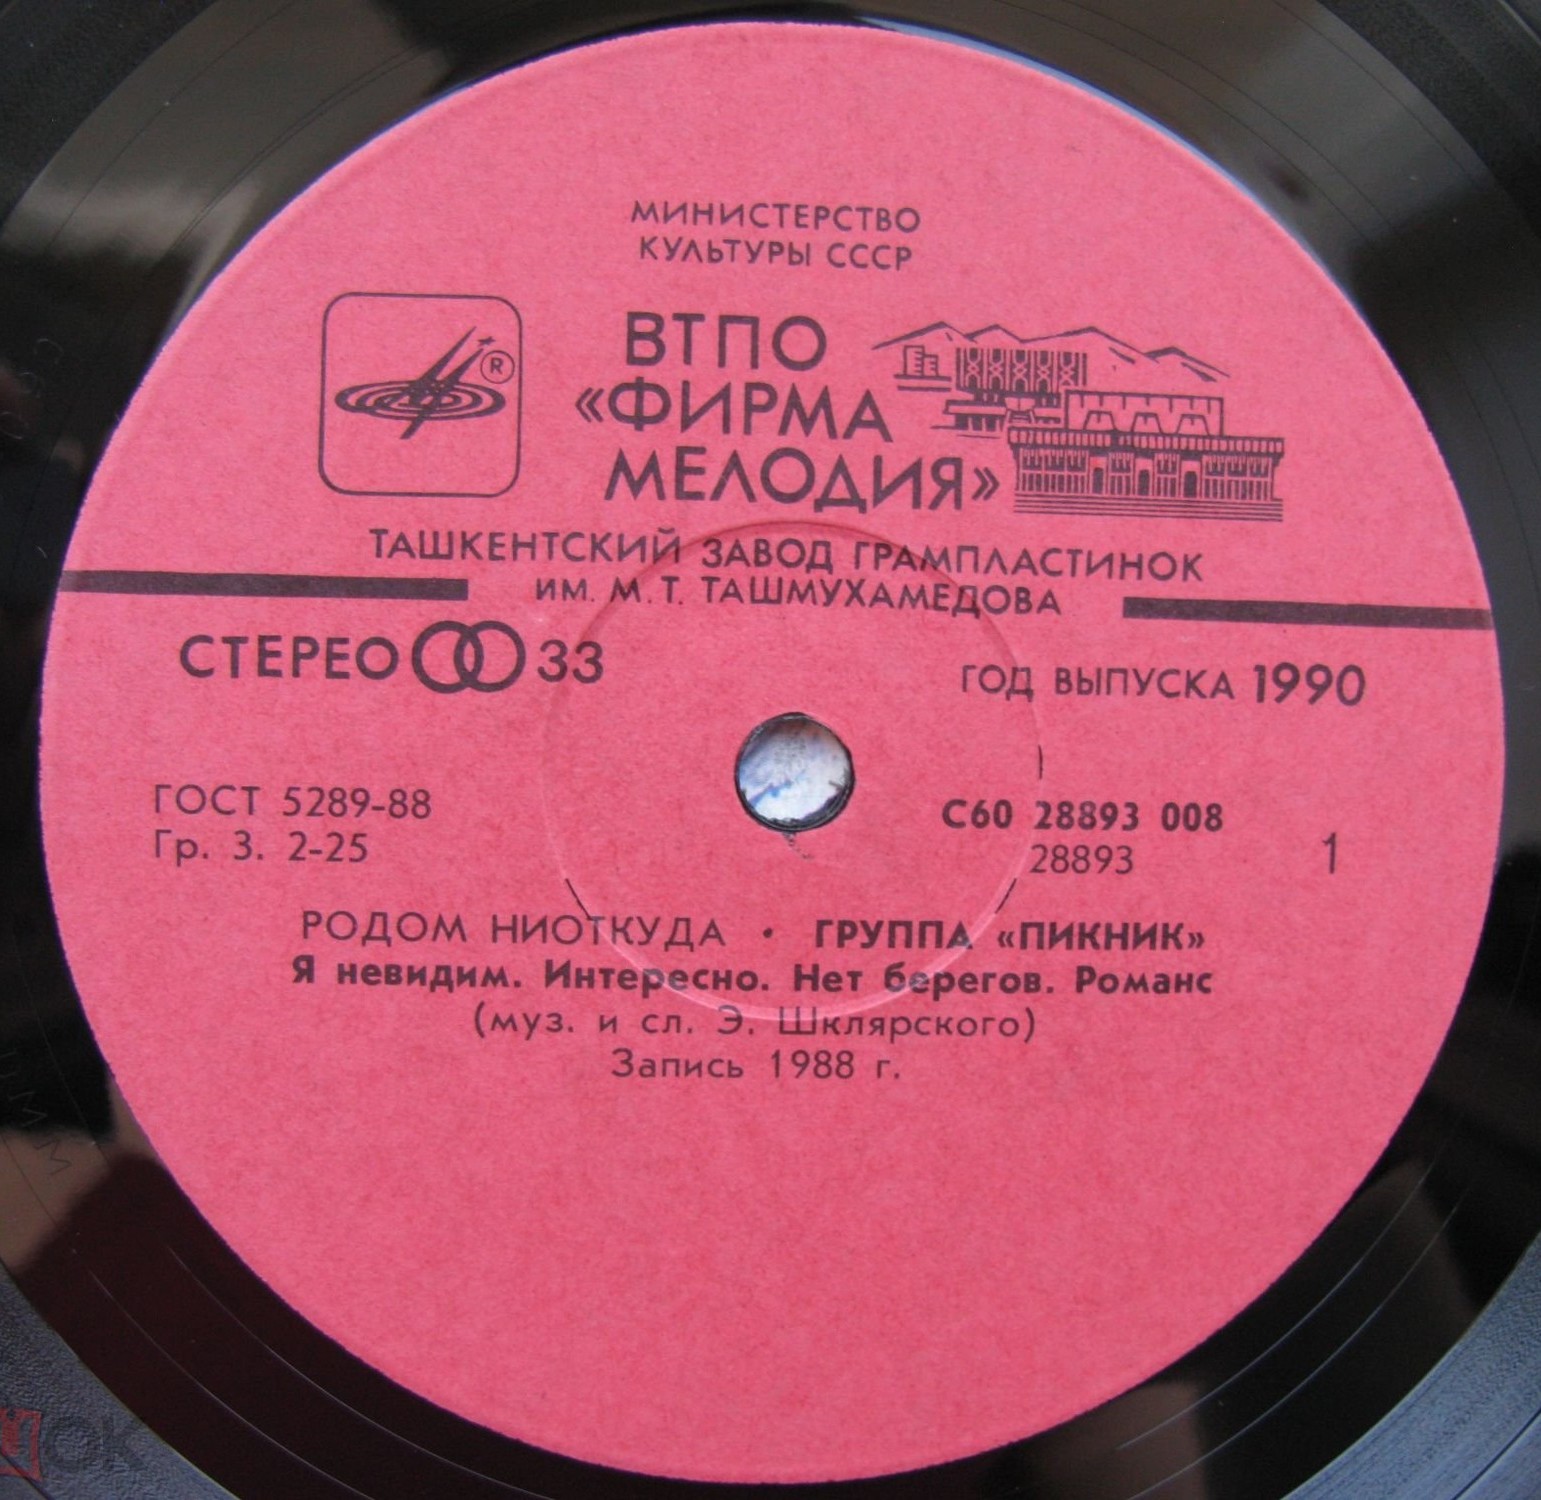 МИНИСТЕРСТВО
КУЛЬТУРЫ СССР
ВТПО
«ФИРМА
МЕЛОДИЯ»
®
ТАШКЕНТСКИЙ ЗАВОД ГРАМПЛАСТИНОК
ИМ. М. Т. ТАШМУХАМЕДОВА
СТЕРЕО 33
ГОД ВЫПУСКА 1990
ГОСТ 5289-88
Гр. 3. 2-25
С60 28893 008
28893
1
РОДОМ НИОТКУДА • ГРУППА «ПИКНИК»
Я невидим. Интересно. Нет берегов. Романс
(муз. и сл. Э. Шклярского)
Запись 1988 г.